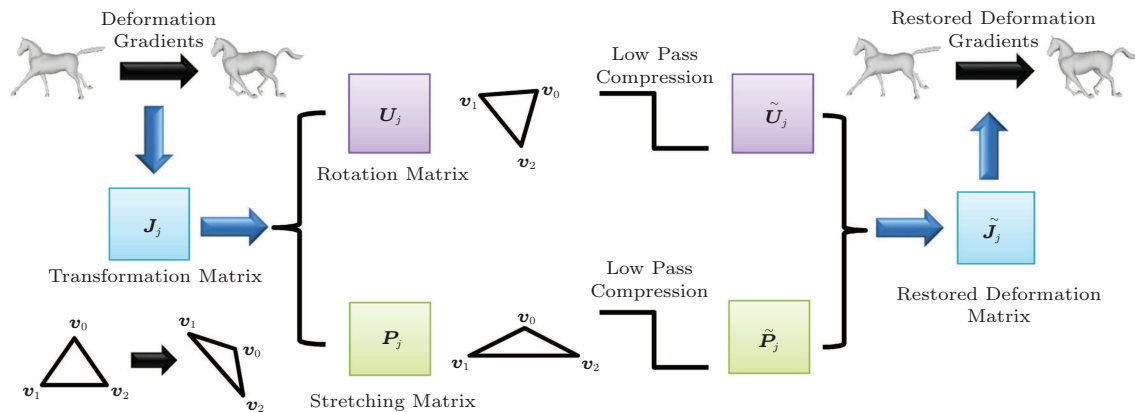 Deformation
Gradients
Restored Deformation
Gradients
Low Pass
Compression
U_j
v_0
v_1
v_2
Ũ_j
Rotation Matrix
J_j
J̃_j
Transformation Matrix
Low Pass
Compression
Restored Deformation
Matrix
v_0
v_1
v_2
v_1
v_0
v_2
P_j
v_0
v_1
v_2
P̃_j
Stretching Matrix